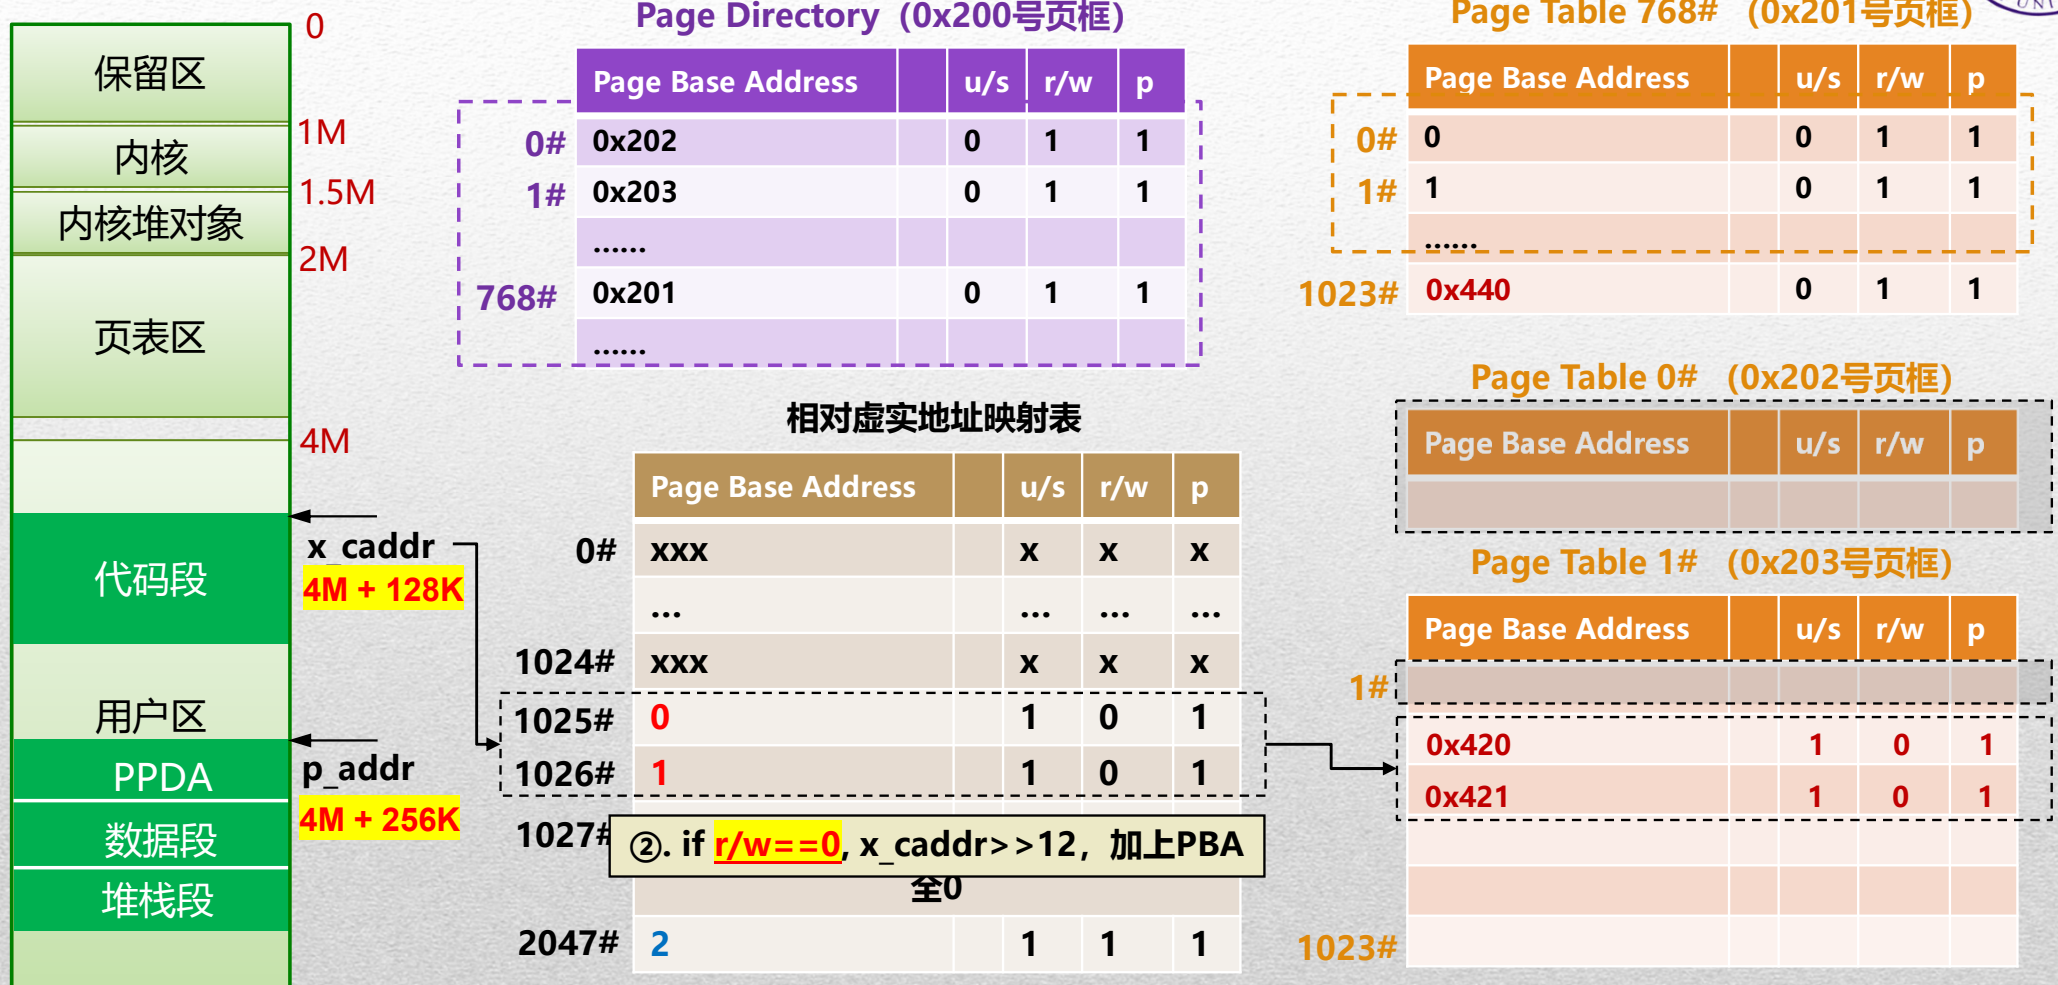 0
保留区
1M
内核
1.5M
内核堆对象
2M
页表区
4M
x_caddr
4M + 128K
代码段
用户区
p_addr
4M + 256K
PPDA
数据段
堆栈段
Page Directory (0x200号页框)
Page Base Address u/s r/w p
0# 0x202 0 1 1
1# 0x203 0 1 1
......
768# 0x201 0 1 1
......
相对虚实地址映射表
Page Base Address u/s r/w p
0# xxx x x x
... ... ... ...
1024# xxx x x x
1025# 0 1 0 1
1026# 1 1 0 1
1027#
②. if r/w==0, x_caddr>>12，加上PBA
全0
2047# 2 1 1 1
Page Table 768# (0x201号页框)
Page Base Address u/s r/w p
0# 0 0 1 1
1# 1 0 1 1
......
1023# 0x440 0 1 1
Page Table 0# (0x202号页框)
Page Base Address u/s r/w p
Page Table 1# (0x203号页框)
Page Base Address u/s r/w p
1#
0x420 1 0 1
0x421 1 0 1
1023#